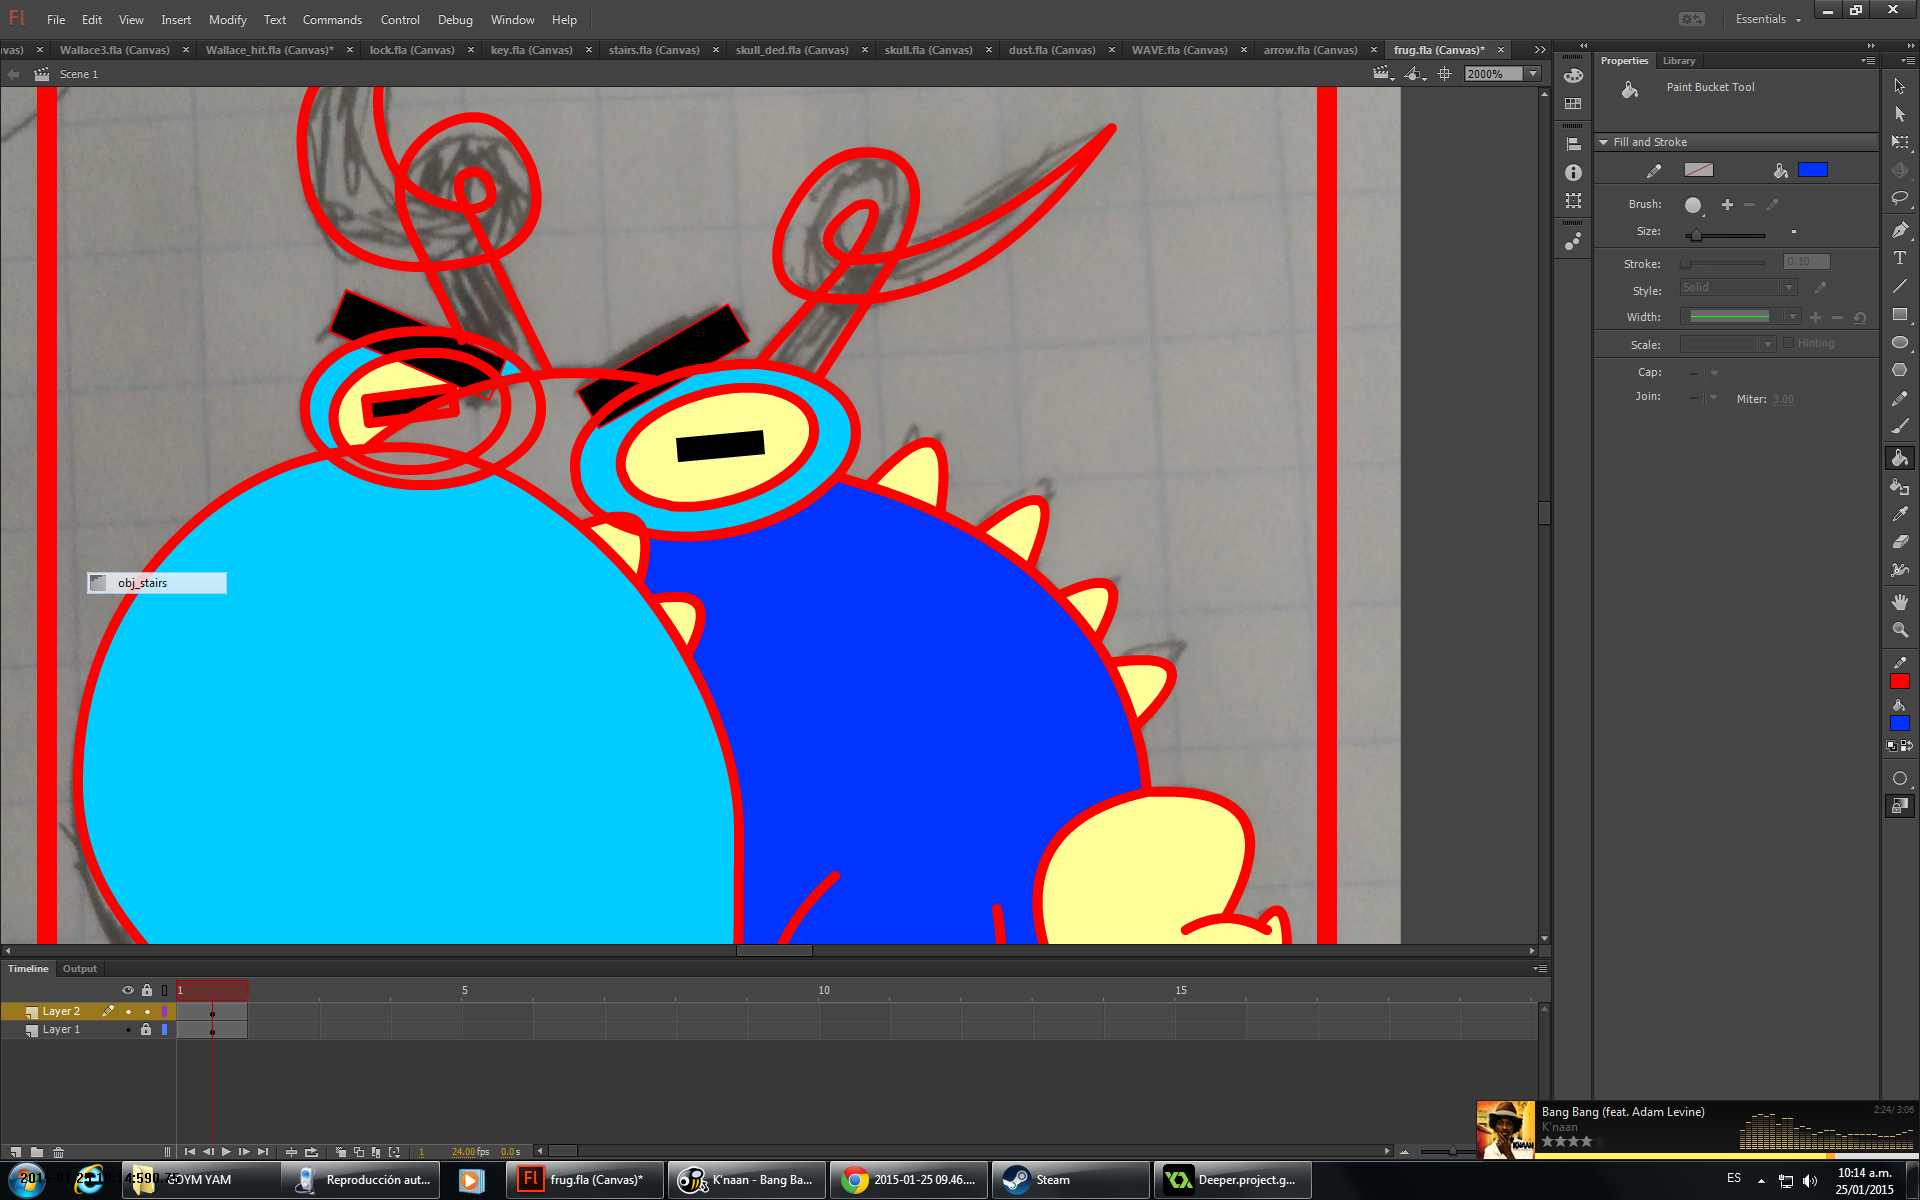 Fl File Edit View Insert Modify Text Commands Control Debug Window Help Essentials
vas) × Wallace3.fla (Canvas) × Wallace_hit.fla (Canvas)* × lock.fla (Canvas) × key.fla (Canvas) × stairs.fla (Canvas) × skull_ded.fla (Canvas) × skull.fla (Canvas) × dust.fla (Canvas) × WAVE.fla (Canvas) × arrow.fla (Canvas) × frug.fla (Canvas)* ×
Scene 1 2000%
Properties Library
Paint Bucket Tool
Fill and Stroke
Brush:
Size:
Stroke: 0,10
Style: Solid
Width:
Scale: Hinting
Cap:
Join: Miter: 3,00
obj_stairs
Timeline Output
1 5 10 15
Layer 2
Layer 1
1 24.00 fps 0.0 s
Bang Bang (feat. Adam Levine) 2:24/ 3:06
K'naan
2015-01-25 10:14:590.75
GOYM YAM
Reproducción aut...
Fl frug.fla (Canvas)*
K'naan - Bang Ba...
2015-01-25 09.46....
Steam
Deeper.project.g...
ES
10:14 a.m.
25/01/2015